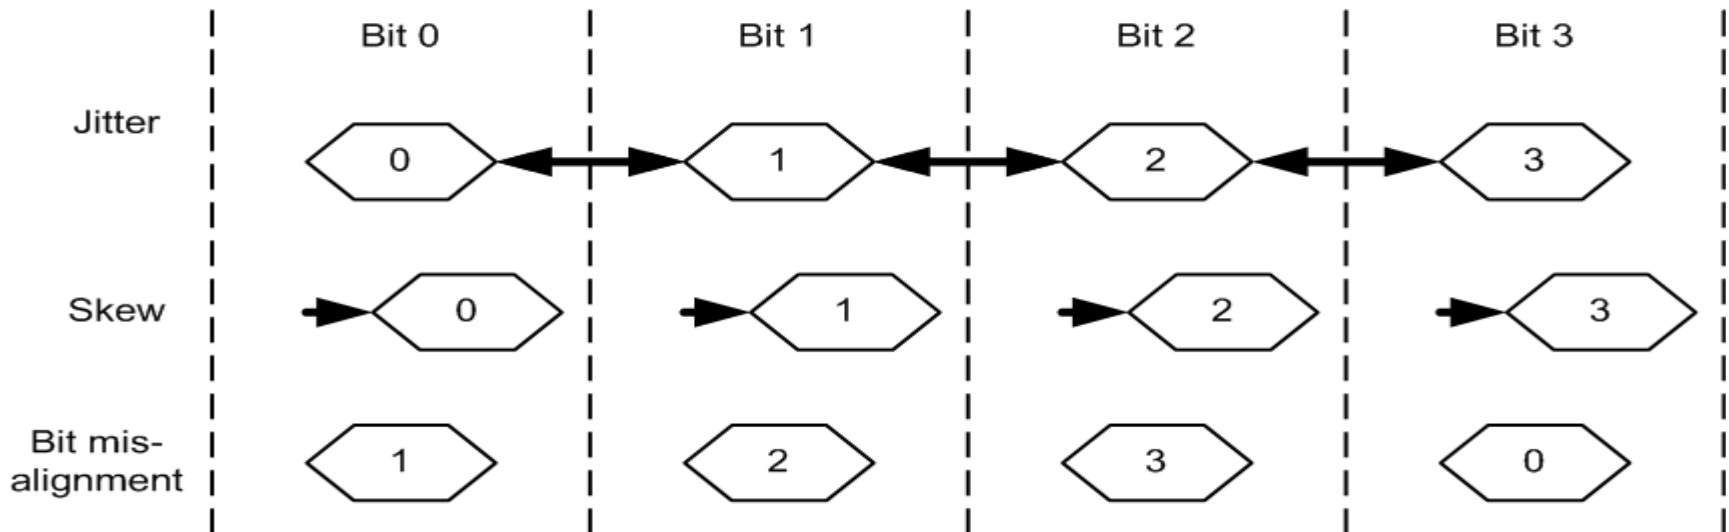 Bit 0 Bit 1 Bit 2 Bit 3
Jitter
0 1 2 3
Skew 0 1 2 3
Bit mis-
alignment
1 2 3 0